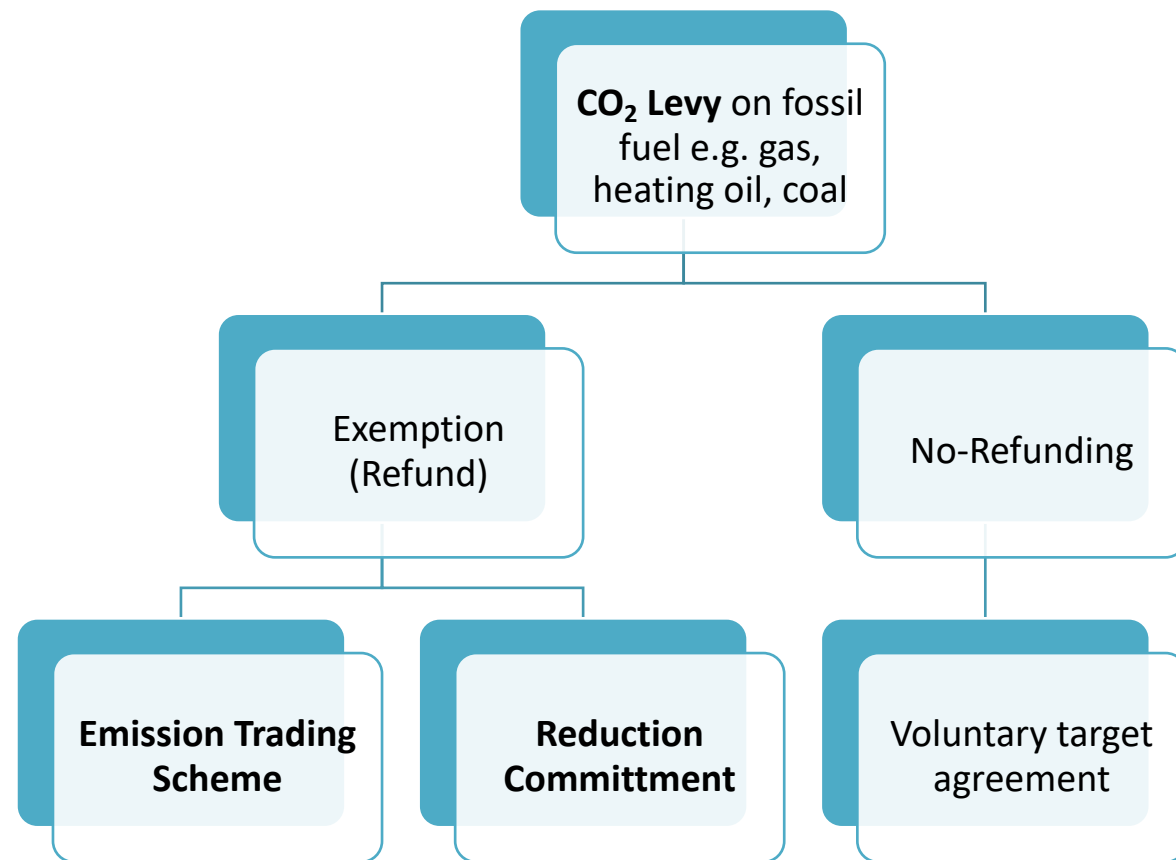 CO₂ Levy on fossil
fuel e.g. gas,
heating oil, coal
Exemption
(Refund)
No-Refunding
Emission Trading
Scheme
Reduction
Committment
Voluntary target
agreement